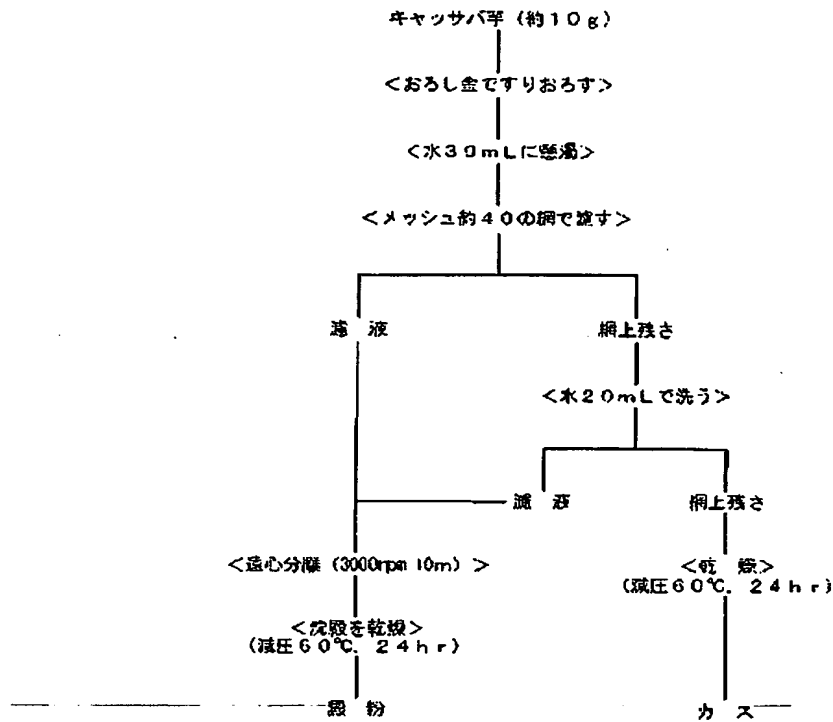 キャッサバ芋（約１０ｇ）
＜おろし金ですりおろす＞
＜水３０ｍＬに懸濁＞
＜メッシュ約４０の網で濾す＞
濾　液
網上残さ
＜水２０ｍＬで洗う＞
濾　液
網上残さ
＜遠心分離（3000rpm 10m）＞
＜乾　燥＞
（減圧６０℃．２４ｈｒ）
＜沈殿を乾燥＞
（減圧６０℃．２４ｈｒ）
澱　粉
カ　ス